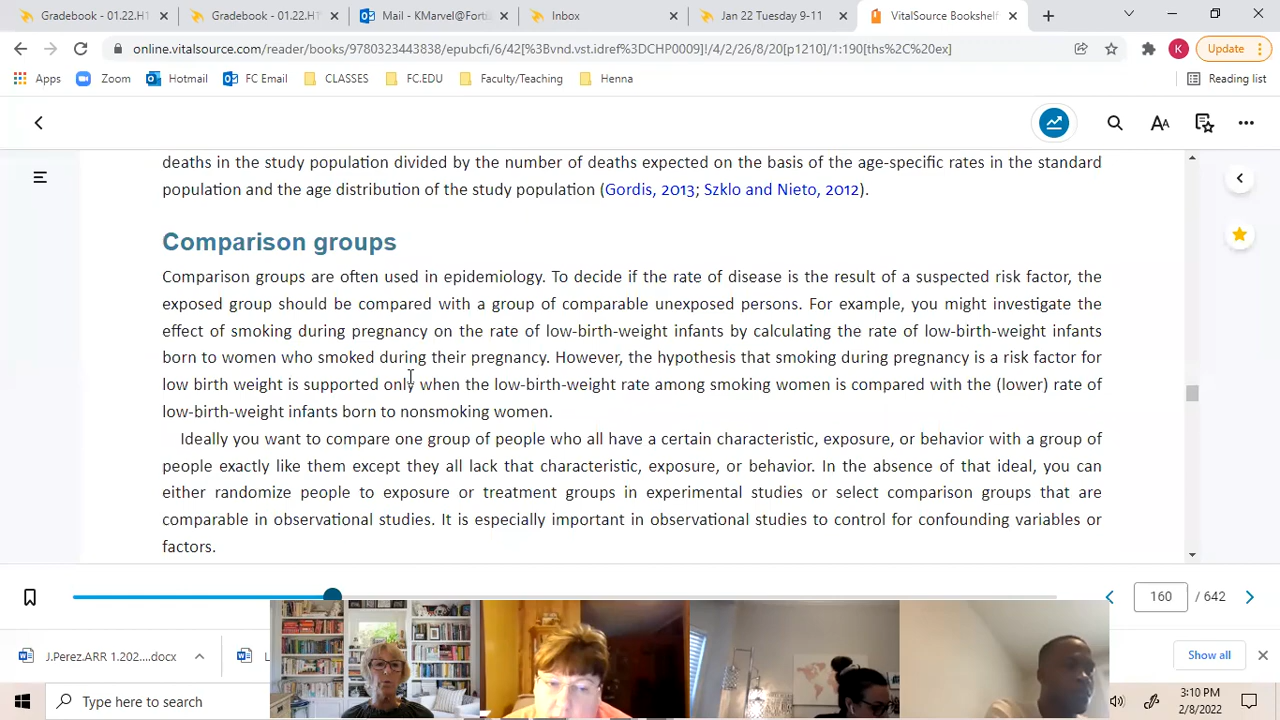 Gradebook - 01.22.H1
Gradebook - 01.22.H1
Mail - KMarvel@Forti
Inbox
Jan 22 Tuesday 9-11
VitalSource Bookshelf
online.vitalsource.com/reader/books/9780323443838/epubcfi/6/42[%3Bvnd.vst.idref%3DCHP0009]!/4/2/26/8/20[p1210]/1:190[ths%2C%20ex]
K
Update
Apps
Zoom
Hotmail
FC Email
CLASSES
FC.EDU
Faculty/Teaching
Henna
Reading list
deaths in the study population divided by the number of deaths expected on the basis of the age-specific rates in the standard
population and the age distribution of the study population (Gordis, 2013; Szklo and Nieto, 2012).
Comparison groups
Comparison groups are often used in epidemiology. To decide if the rate of disease is the result of a suspected risk factor, the
exposed group should be compared with a group of comparable unexposed persons. For example, you might investigate the
effect of smoking during pregnancy on the rate of low-birth-weight infants by calculating the rate of low-birth-weight infants
born to women who smoked during their pregnancy. However, the hypothesis that smoking during pregnancy is a risk factor for
low birth weight is supported only when the low-birth-weight rate among smoking women is compared with the (lower) rate of
low-birth-weight infants born to nonsmoking women.
Ideally you want to compare one group of people who all have a certain characteristic, exposure, or behavior with a group of
people exactly like them except they all lack that characteristic, exposure, or behavior. In the absence of that ideal, you can
either randomize people to exposure or treatment groups in experimental studies or select comparison groups that are
comparable in observational studies. It is especially important in observational studies to control for confounding variables or
factors.
160 / 642
J.Perez.ARR 1.202....docx
L
Show all
Type here to search
3:10 PM
2/8/2022